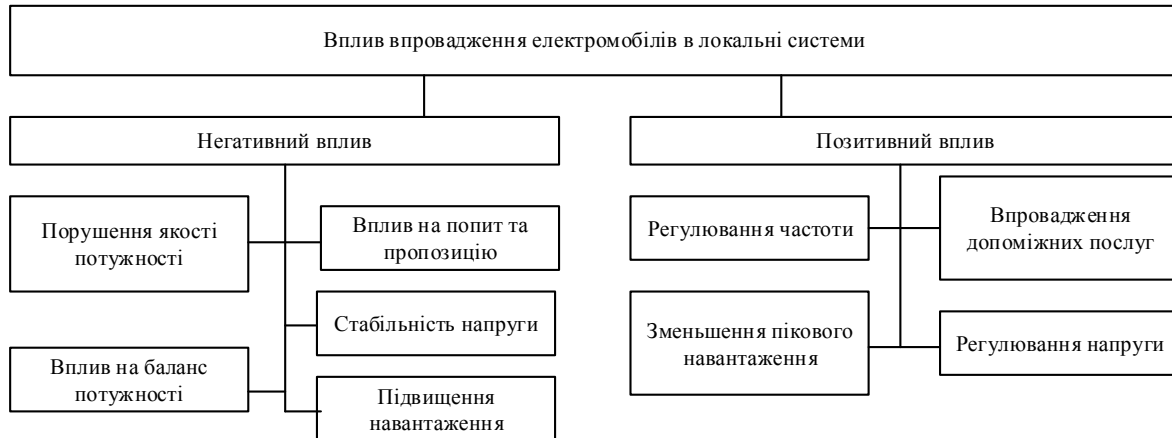 Вплив впровадження електромобілів в локальні системи
Негативний вплив
Порушення якості
потужності
Вплив на попит та
пропозицію
Стабільність напруги
Вплив на баланс
потужності
Підвищення
навантаження
Позитивний вплив
Регулювання частоти
Впровадження
допоміжних послуг
Зменьшення пікового
навантаження
Регулювання напруги